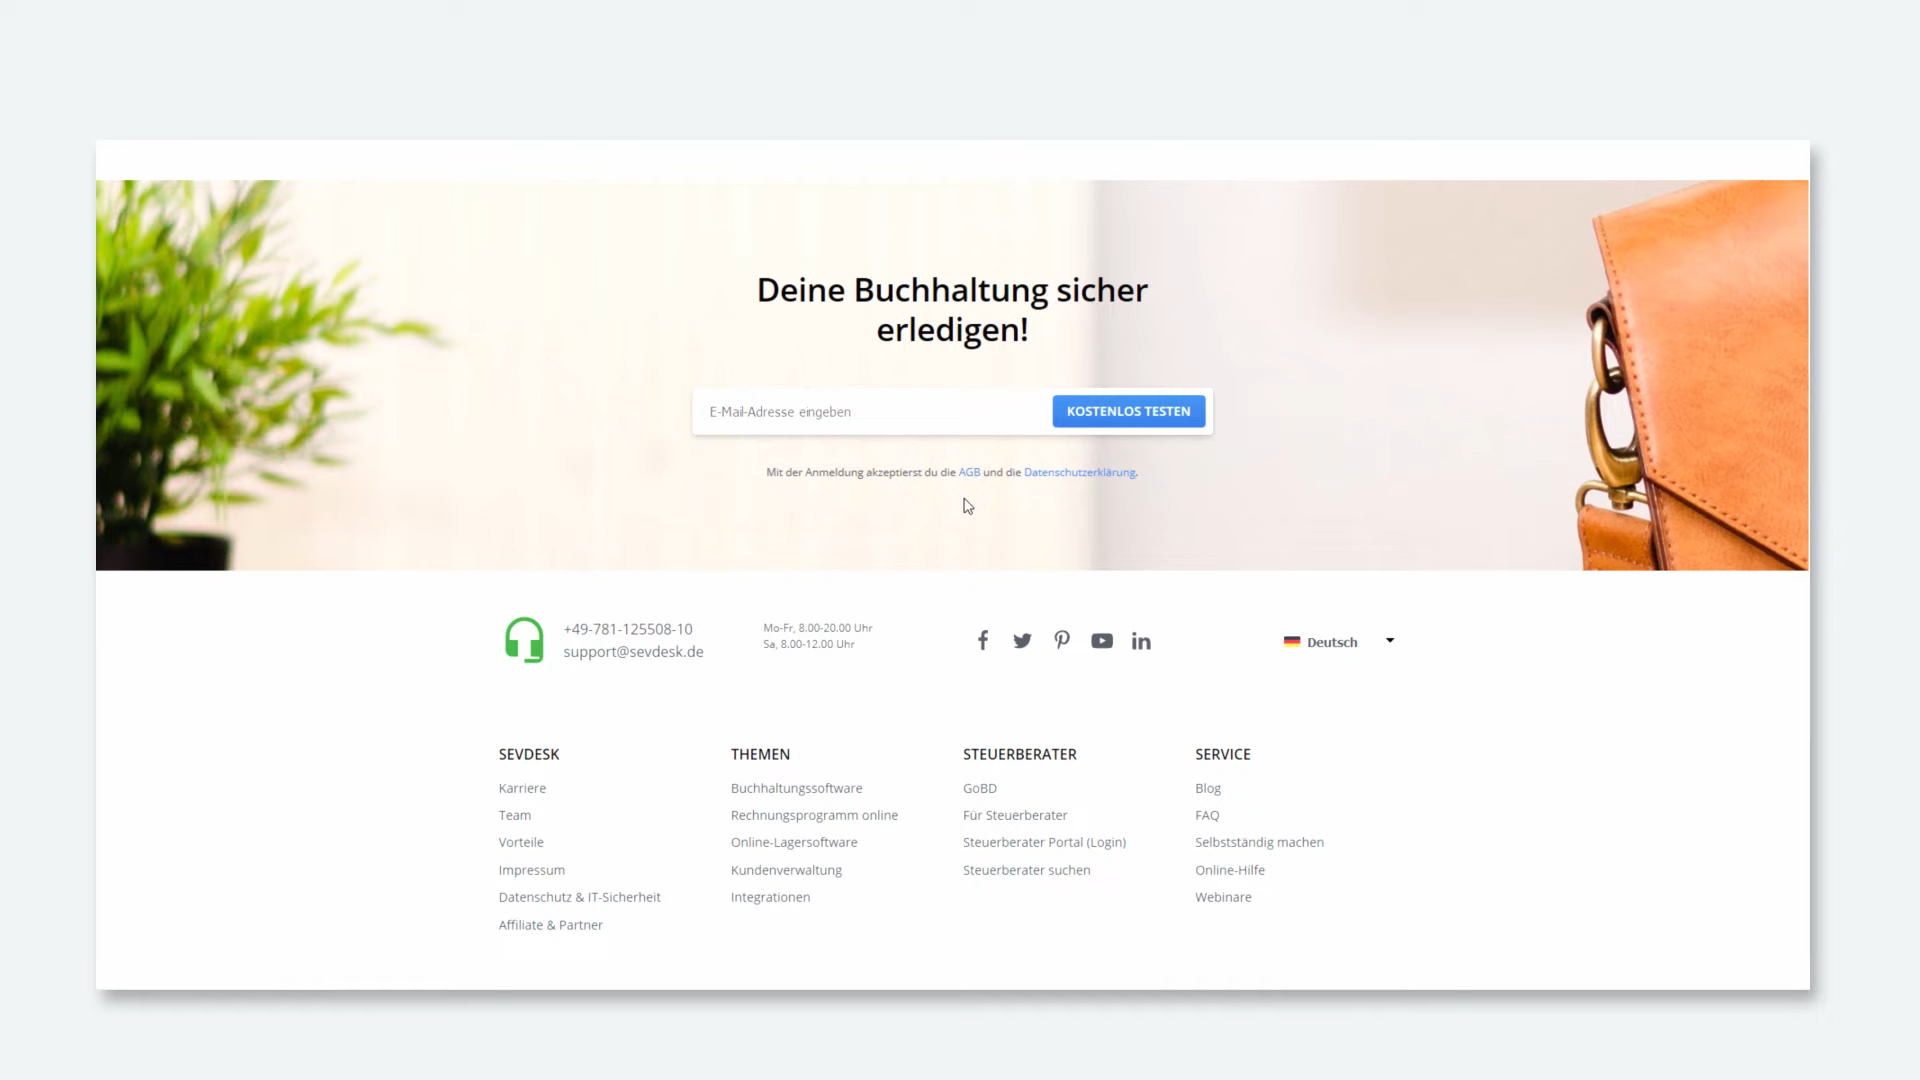 Deine Buchhaltung sicher
erledigen!
E-Mail-Adresse eingeben
KOSTENLOS TESTEN
Mit der Anmeldung akzeptierst du die AGB und die Datenschutzerklärung.
+49-781-125508-10
support@sevdesk.de
Mo-Fr, 8.00-20.00 Uhr
Sa, 8.00-12.00 Uhr
Deutsch
SEVDESK
Karriere
Team
Vorteile
Impressum
Datenschutz & IT-Sicherheit
Affiliate & Partner
THEMEN
Buchhaltungssoftware
Rechnungsprogramm online
Online-Lagersoftware
Kundenverwaltung
Integrationen
STEUERBERATER
GoBD
Für Steuerberater
Steuerberater Portal (Login)
Steuerberater suchen
SERVICE
Blog
FAQ
Selbstständig machen
Online-Hilfe
Webinare